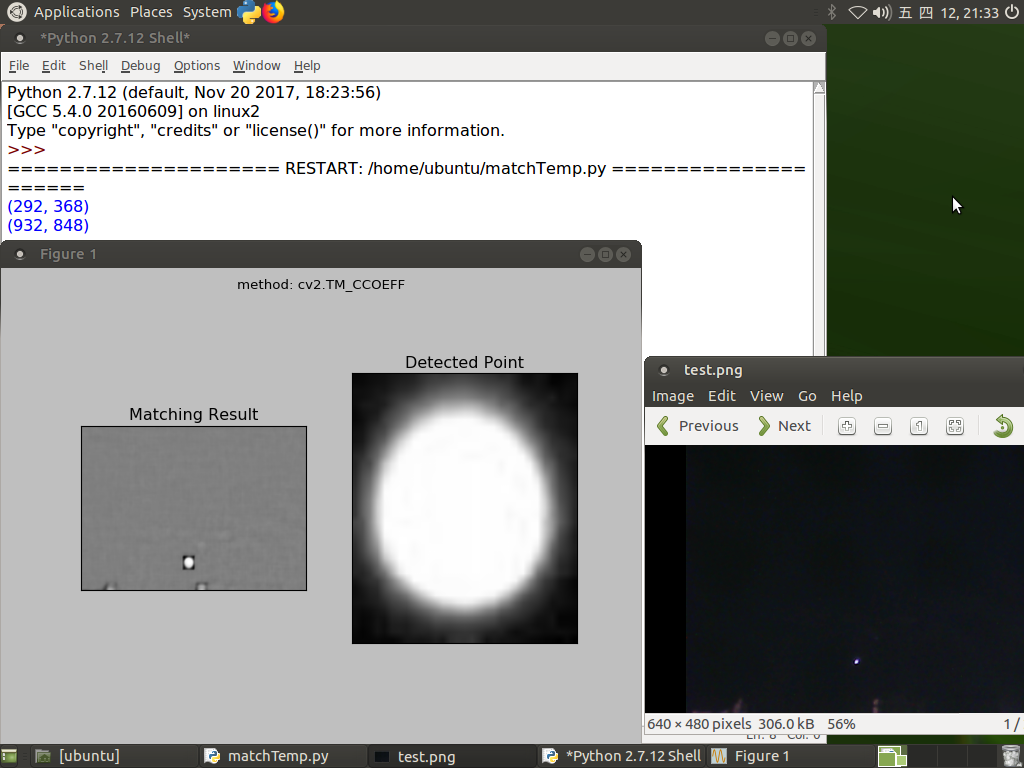 Applications Places System 五 四 12, 21:33
*Python 2.7.12 Shell*
File Edit Shell Debug Options Window Help
Python 2.7.12 (default, Nov 20 2017, 18:23:56)
[GCC 5.4.0 20160609] on linux2
Type "copyright", "credits" or "license()" for more information.
>>>
===================== RESTART: /home/ubuntu/matchTemp.py ===============
======
(292, 368)
(932, 848)
Figure 1
method: cv2.TM_CCOEFF
Matching Result
Detected Point
test.png
Image Edit View Go Help
Previous Next
640 × 480 pixels 306.0 kB 56% 1 /
[ubuntu] matchTemp.py test.png *Python 2.7.12 Shell Figure 1